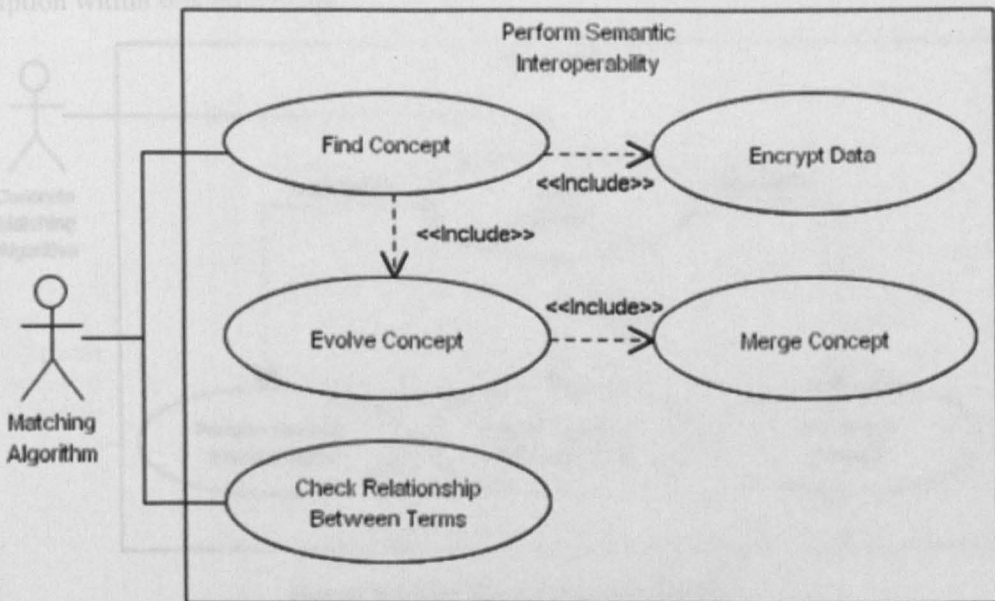 Perform Semantic
Interoperability
Find Concept
Encrypt Data
<<Include>>
<<Include>>
<<Include>>
Evolve Concept
Merge Concept
Matching
Algorithm
Check Relationship
Between Terms